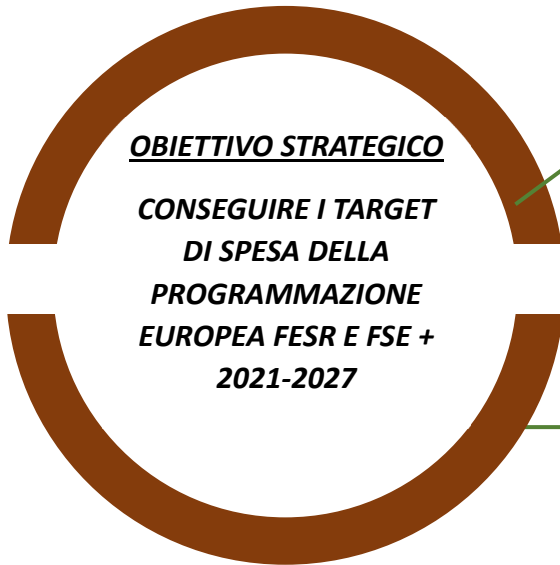 OBIETTIVO STRATEGICO
CONSEGUIRE I TARGET
DI SPESA DELLA
PROGRAMMAZIONE
EUROPEA FESR E FSE +
2021-2027